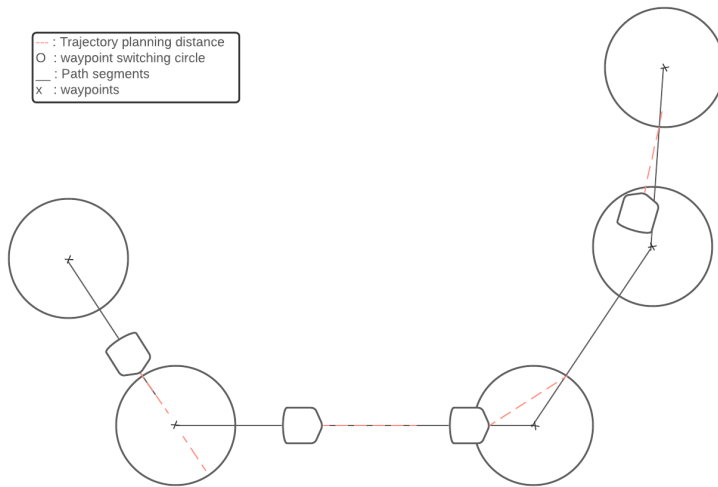 --- : Trajectory planning distance
O : waypoint switching circle
__ : Path segments
x : waypoints